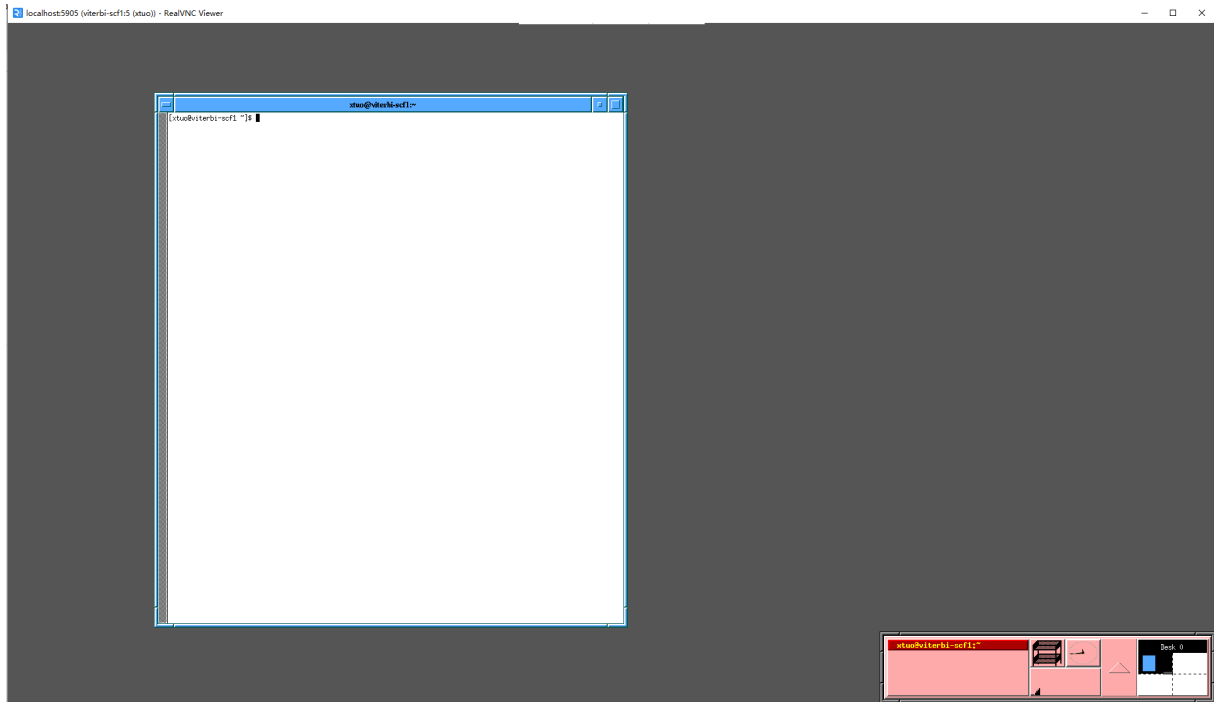 localhost:5905 (viterbi-scf1:5 (xtuo)) - RealVNC Viewer
xtuo@viterbi-scf1:~
[xtuo@viterbi-scf1 ~]$
xtuo@viterbi-scf1:~
Desk 0